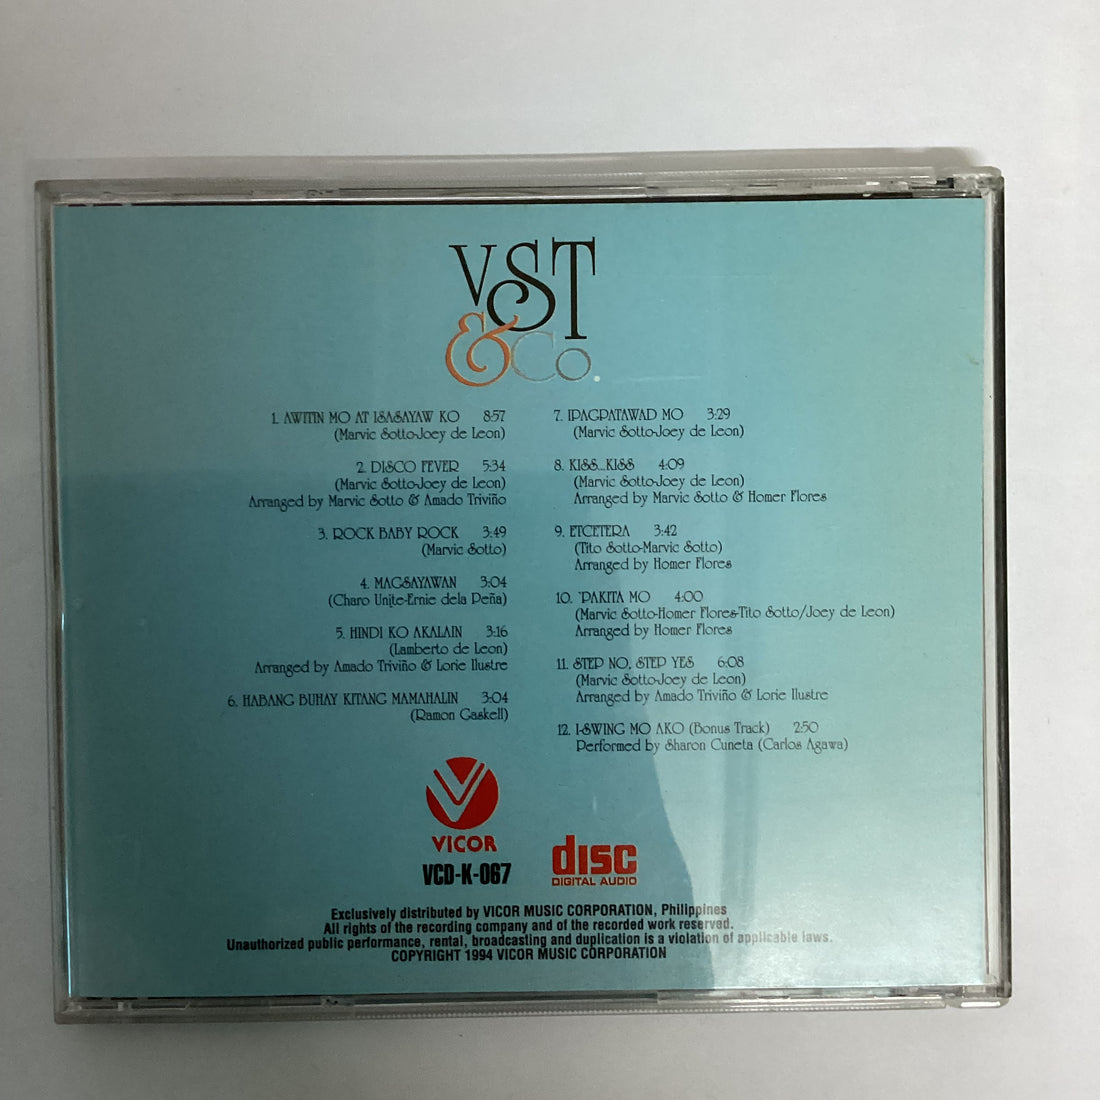 VST
& Co.
1. AWITIN MO AT ISASAYAW KO 8:57
(Marvic Sotto-Joey de Leon)
2. DISCO FEVER 5:34
(Marvic Sotto-Joey de Leon)
Arranged by Marvic Sotto & Amado Triviño
3. ROCK BABY ROCK 3:49
(Marvic Sotto)
4. MAGSAYAWAN 3:04
(Charo Unite-Ernie dela Peña)
5. HINDI KO AKALAIN 3:16
(Lamberto de Leon)
Arranged by Amado Triviño & Lorie Ilustre
6. HABANG BUHAY KITANG MAMAHALIN 3:04
(Ramon Gaskell)
7. IPAGPATAWAD MO 3:29
(Marvic Sotto-Joey de Leon)
8. KISS...KISS 4:09
(Marvic Sotto-Joey de Leon)
Arranged by Marvic Sotto & Homer Flores
9. ETCETERA 3:42
(Tito Sotto-Marvic Sotto)
Arranged by Homer Flores
10. 'PAKITA MO 4:00
(Marvic Sotto-Homer Flores-Tito Sotto/Joey de Leon)
Arranged by Homer Flores
11. STEP NO, STEP YES 6:08
(Marvic Sotto-Joey de Leon)
Arranged by Amado Triviño & Lorie Ilustre
12. I-SWING MO AKO (Bonus Track) 2:50
Performed by Sharon Cuneta (Carlos Agawa)
VICOR
VCD-K-067
disc
DIGITAL AUDIO
Exclusively distributed by VICOR MUSIC CORPORATION, Philippines
All rights of the recording company and of the recorded work reserved.
Unauthorized public performance, rental, broadcasting and duplication is a violation of applicable laws.
COPYRIGHT 1994 VICOR MUSIC CORPORATION